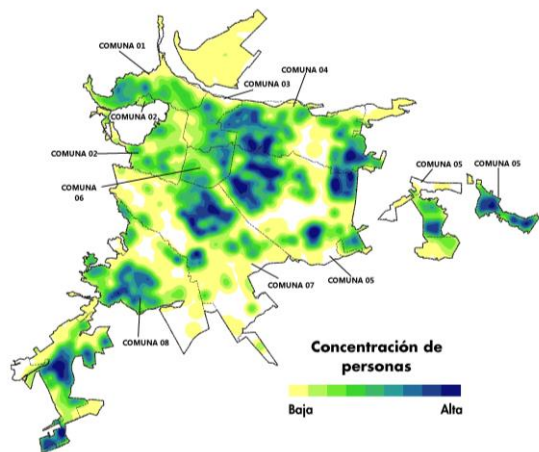 COMUNA 01
COMUNA 04
COMUNA 03
COMUNA 02
COMUNA 02
COMUNA 05
COMUNA 05
COMUNA
06
COMUNA 05
COMUNA 07
COMUNA 08
Concentración de
personas
Baja
Alta